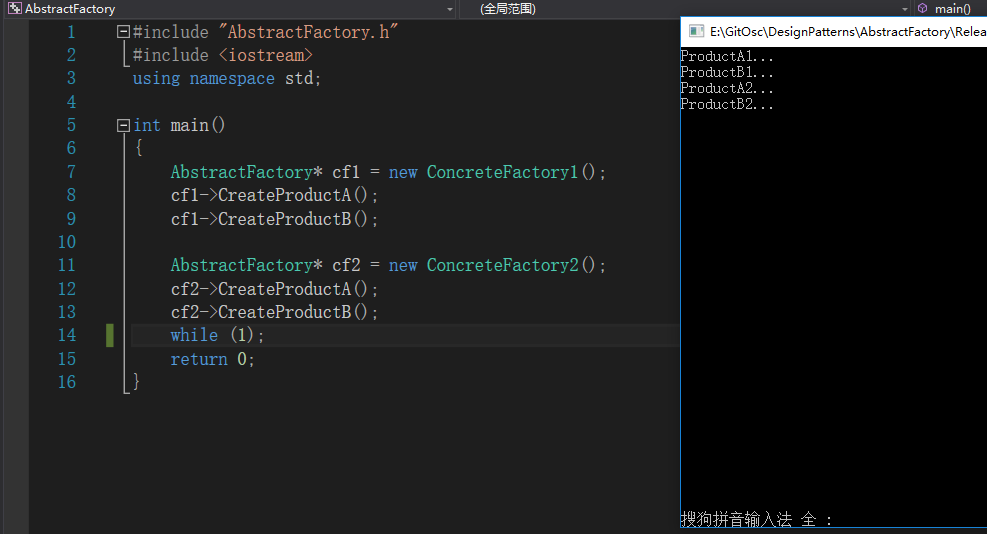 AbstractFactory
(全局范围)
main()
E:\GitOsc\DesignPatterns\AbstractFactory\Relea
1 #include "AbstractFactory.h"
2 #include <iostream>
3 using namespace std;
4
5 int main()
6 {
7 AbstractFactory* cf1 = new ConcreteFactory1();
8 cf1->CreateProductA();
9 cf1->CreateProductB();
10
11 AbstractFactory* cf2 = new ConcreteFactory2();
12 cf2->CreateProductA();
13 cf2->CreateProductB();
14 while (1);
15 return 0;
16 }
ProductA1...
ProductB1...
ProductA2...
ProductB2...
搜狗拼音输入法 全 :